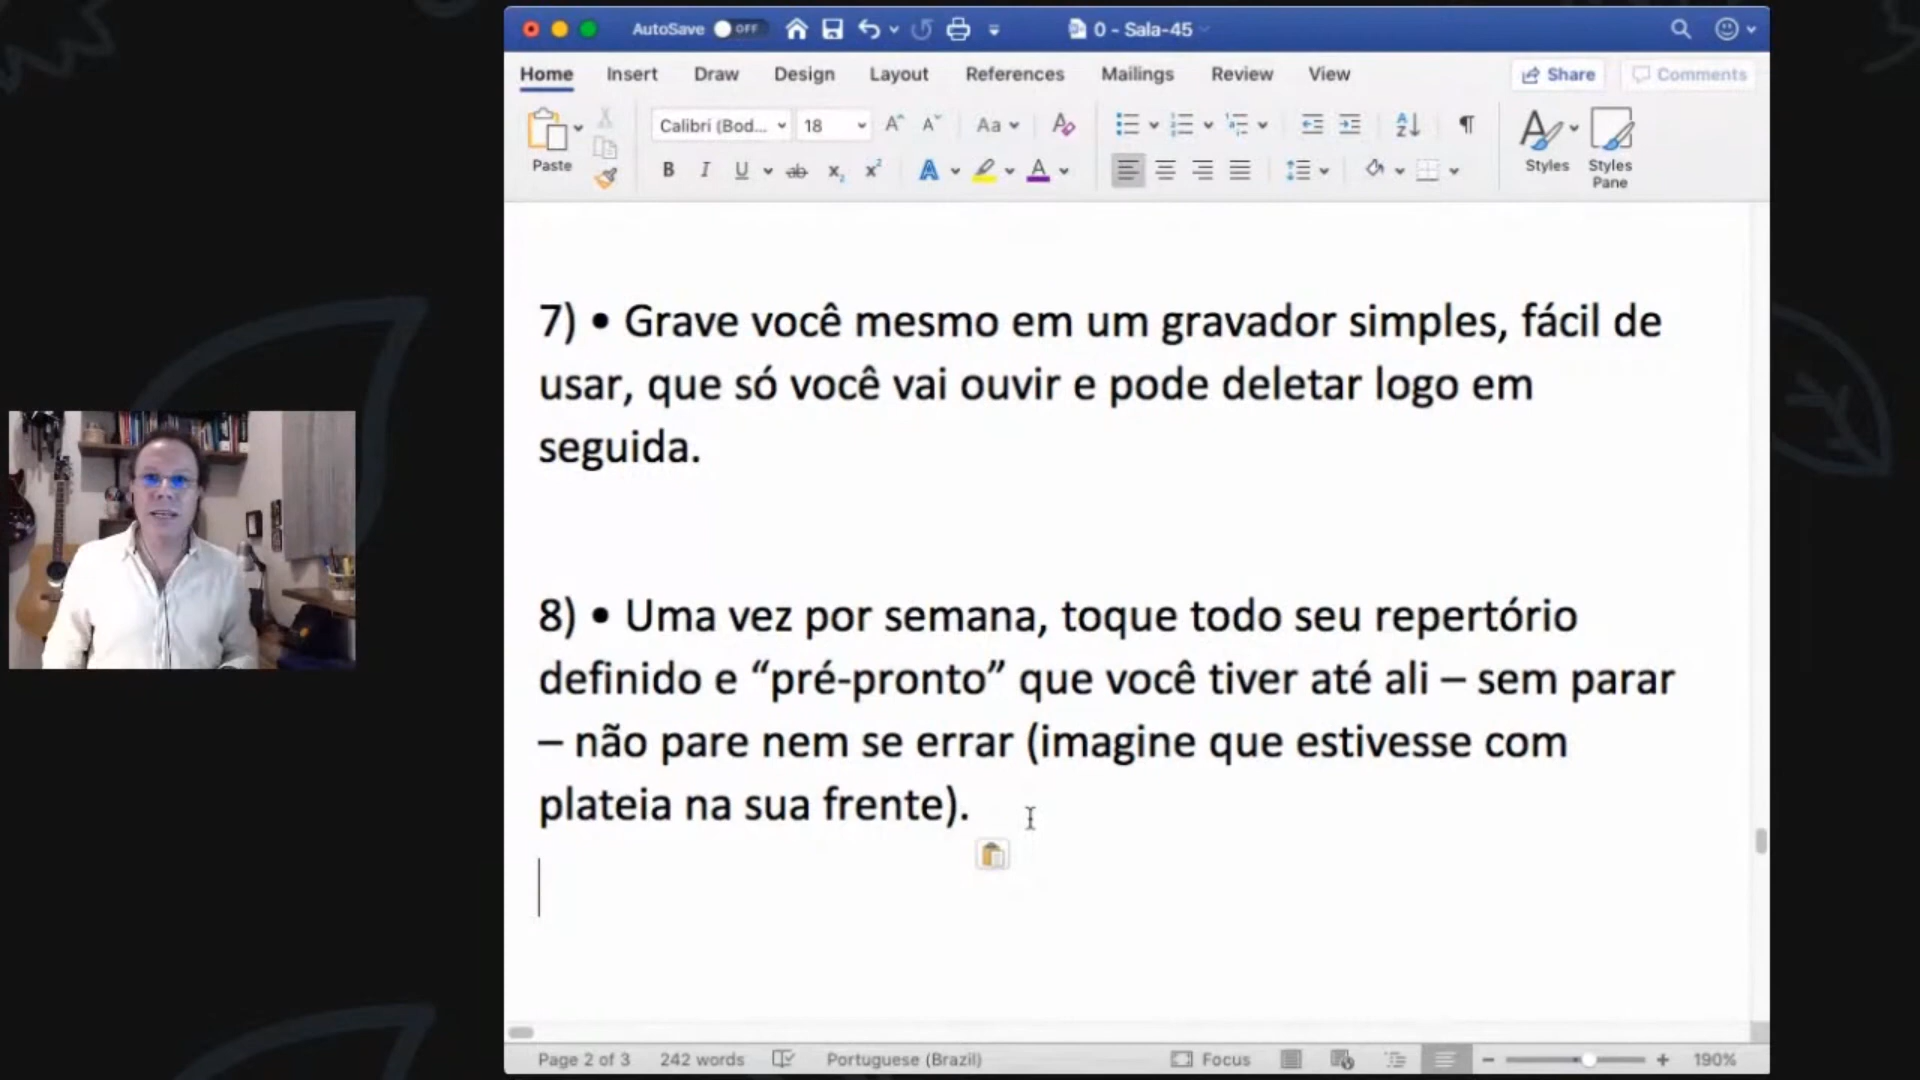 AutoSave OFF 0 - Sala-45
Home Insert Draw Design Layout References Mailings Review View Share Comments
Calibri (Bod... 18 Aa
Paste B I U ab x₂ x² A A Styles Styles Pane
7) • Grave você mesmo em um gravador simples, fácil de
usar, que só você vai ouvir e pode deletar logo em
seguida.
8) • Uma vez por semana, toque todo seu repertório
definido e “pré-pronto” que você tiver até ali – sem parar
– não pare nem se errar (imagine que estivesse com
plateia na sua frente).
Page 2 of 3 242 words Portuguese (Brazil) Focus 190%